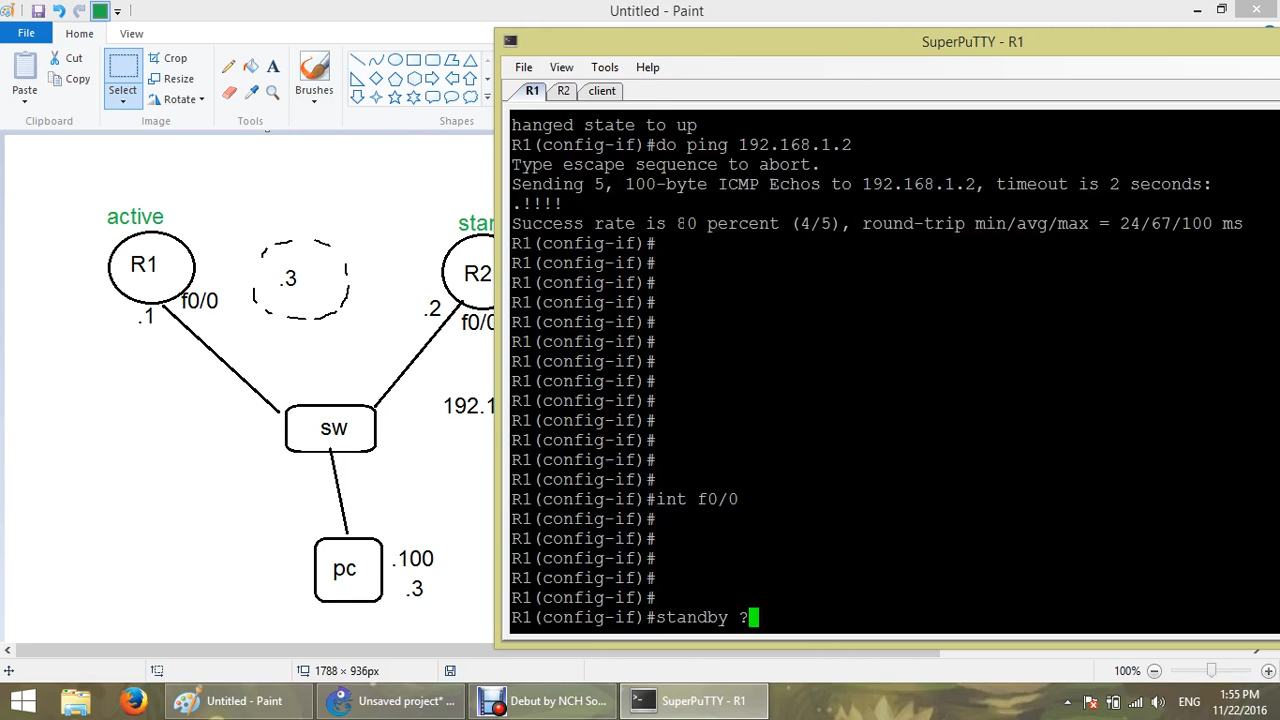 Untitled - Paint
File
Home
View
Paste
Cut
Copy
Clipboard
Select
Crop
Resize
Rotate
Image
A
Tools
Brushes
Shapes
SuperPuTTY - R1
File View Tools Help
R1 R2 client
hanged state to up
R1(config-if)#do ping 192.168.1.2
Type escape sequence to abort.
Sending 5, 100-byte ICMP Echos to 192.168.1.2, timeout is 2 seconds:
.!!!!
Success rate is 80 percent (4/5), round-trip min/avg/max = 24/67/100 ms
R1(config-if)#
R1(config-if)#
R1(config-if)#
R1(config-if)#
R1(config-if)#
R1(config-if)#
R1(config-if)#
R1(config-if)#
R1(config-if)#
R1(config-if)#
R1(config-if)#
R1(config-if)#
R1(config-if)#
R1(config-if)#int f0/0
R1(config-if)#
R1(config-if)#
R1(config-if)#
R1(config-if)#
R1(config-if)#
R1(config-if)#standby ?
active
R1
f0/0
.1
.3
star
R2
.2
f0/0
192.1
sw
pc
.100
.3
1788 × 936px
100%
Untitled - Paint
Unsaved project*...
Debut by NCH So...
SuperPuTTY - R1
ENG
1:55 PM
11/22/2016